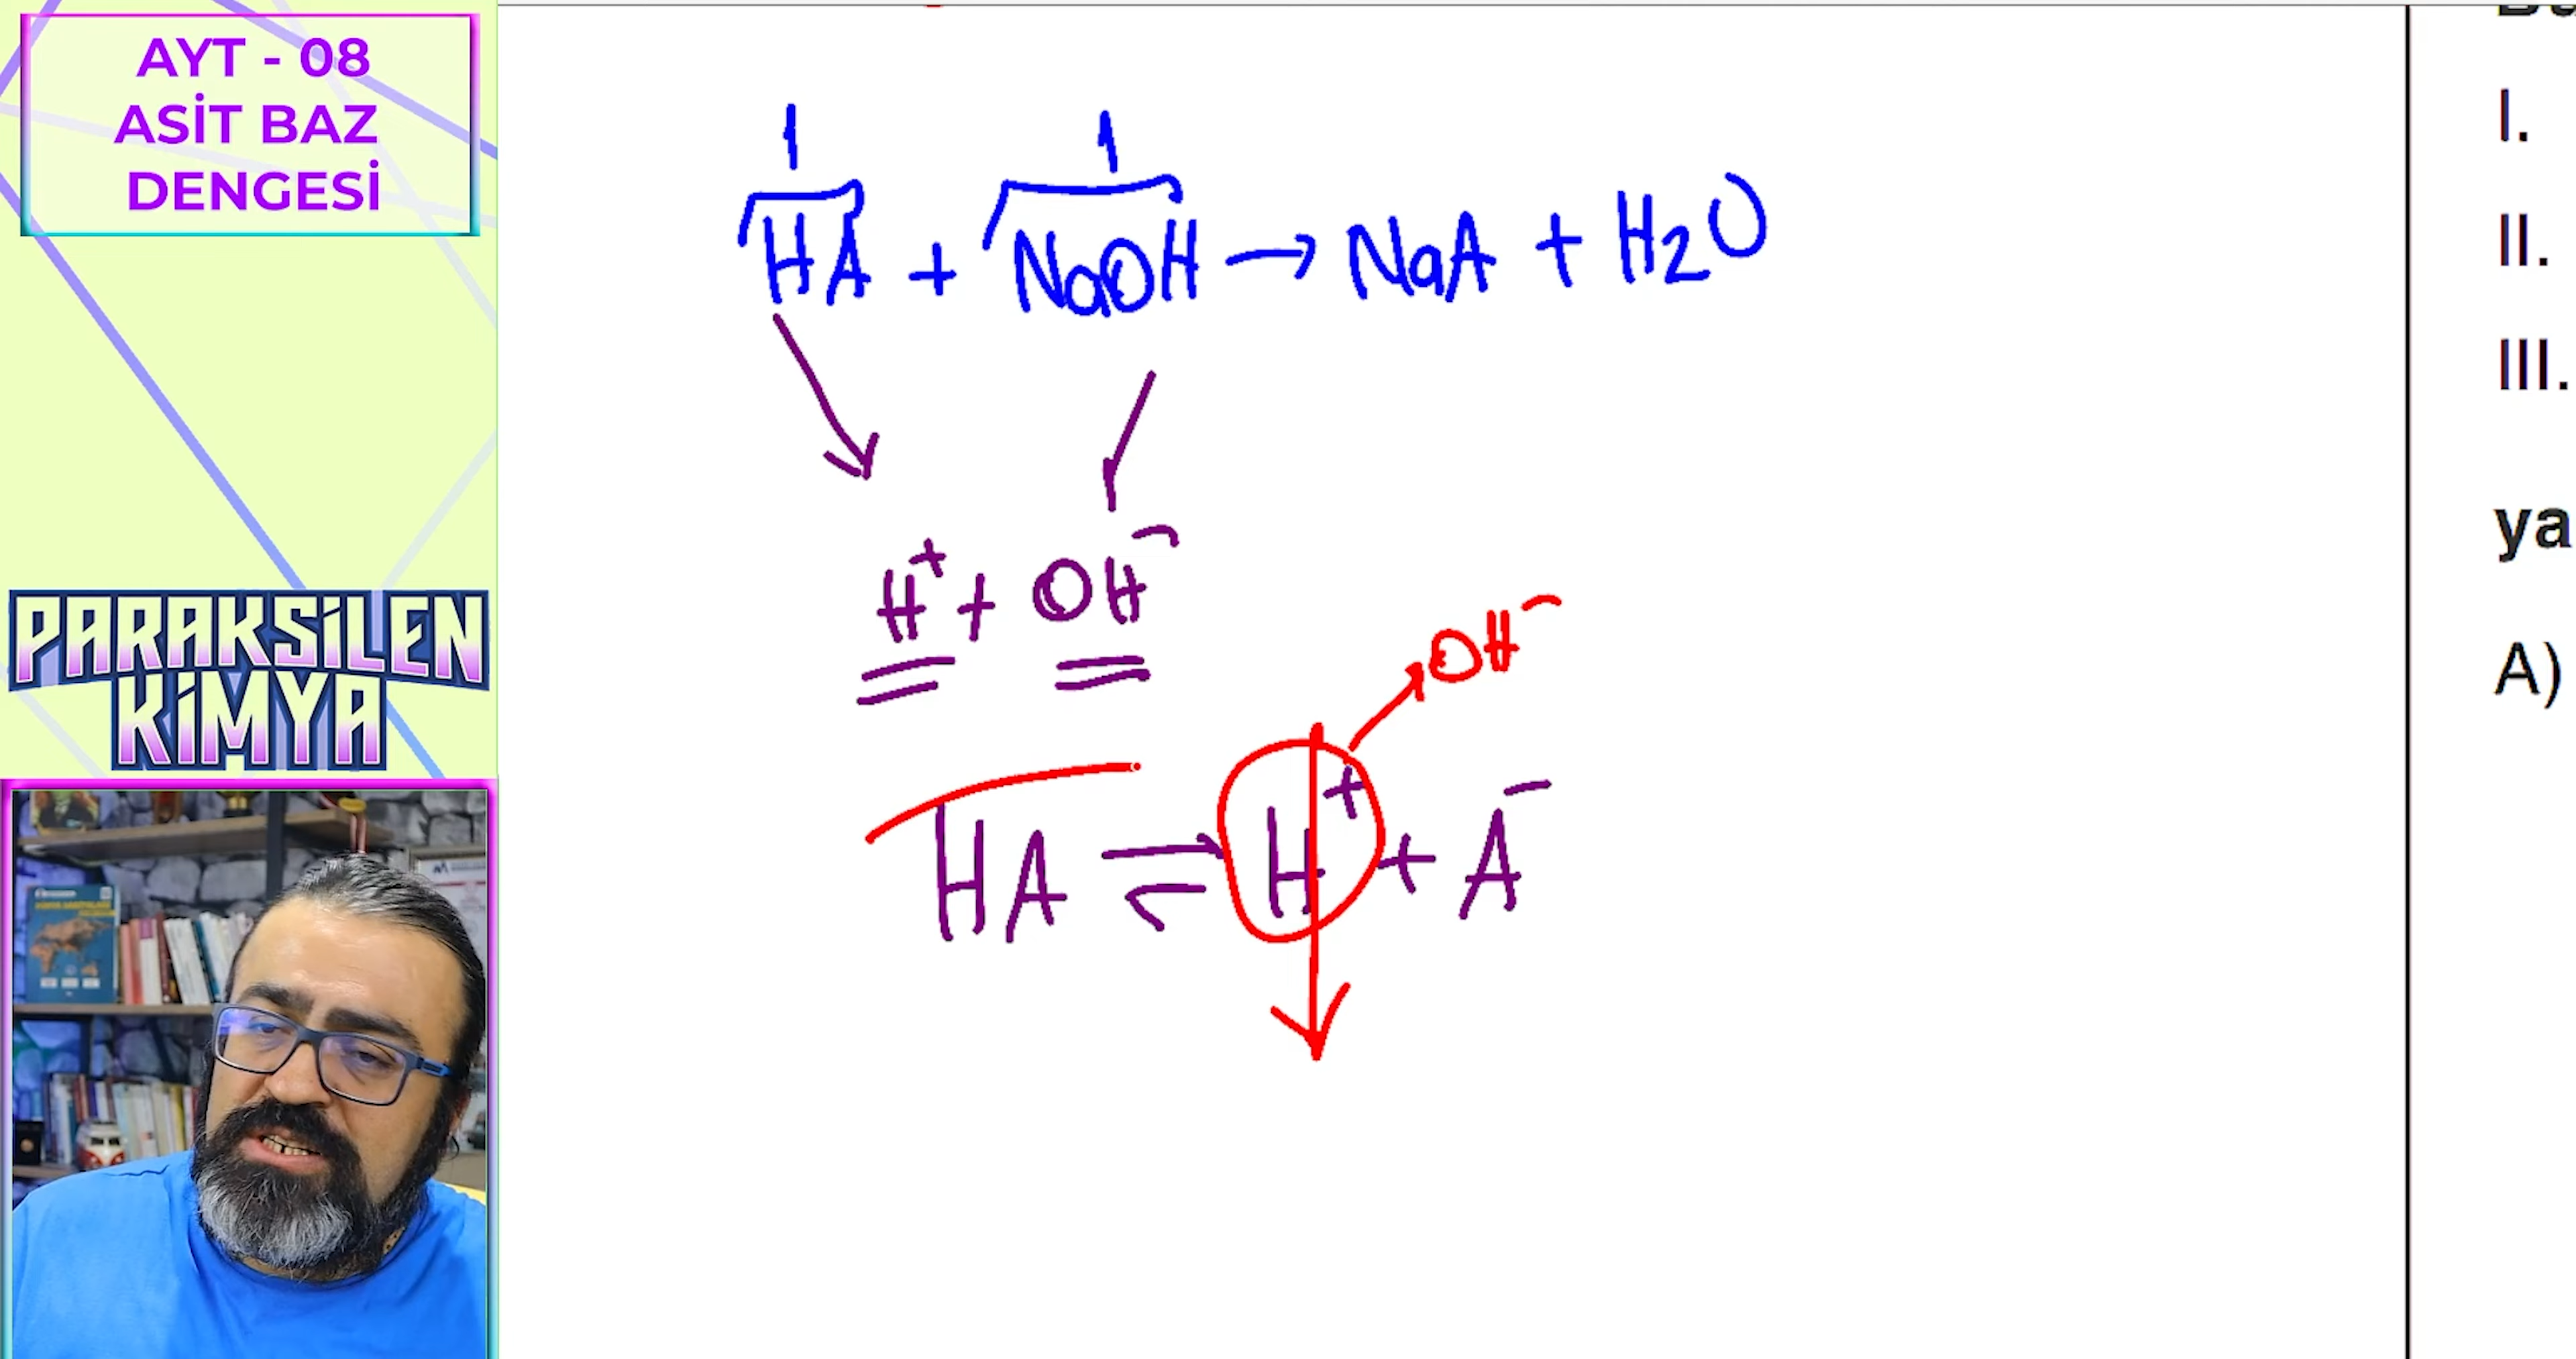 AYT - 08
ASİT BAZ
DENGESİ
PARAKSİLEN
KİMYA
1 1
HA + NaOH → NaA + H2O
H+ + OH−
OH−
HA ⇌ H+ + A−
I.
II.
III.
ya
A)